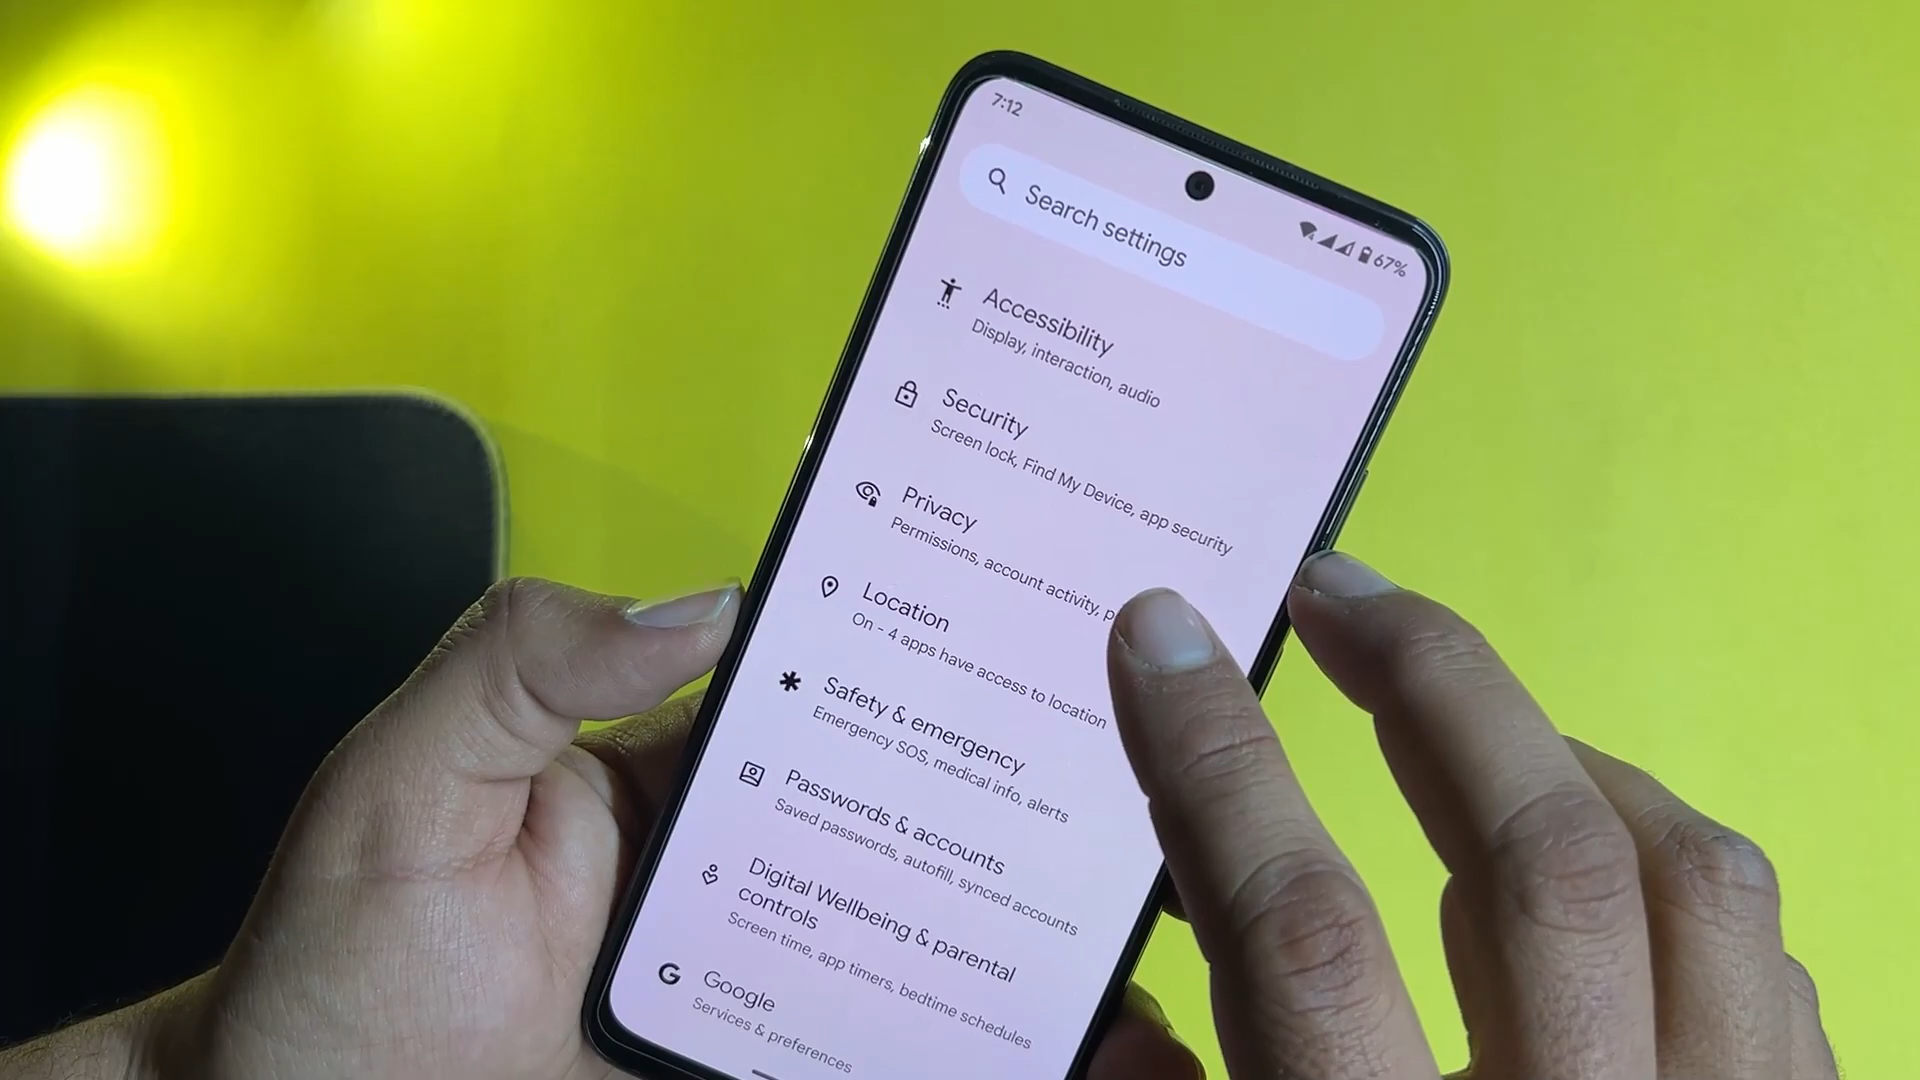 7:12
67%
Search settings
Accessibility
Display, interaction, audio
Security
Screen lock, Find My Device, app security
Privacy
Permissions, account activity, p
Location
On - 4 apps have access to location
Safety & emergency
Emergency SOS, medical info, alerts
Passwords & accounts
Saved passwords, autofill, synced accounts
Digital Wellbeing & parental
controls
Screen time, app timers, bedtime schedules
Google
Services & preferences